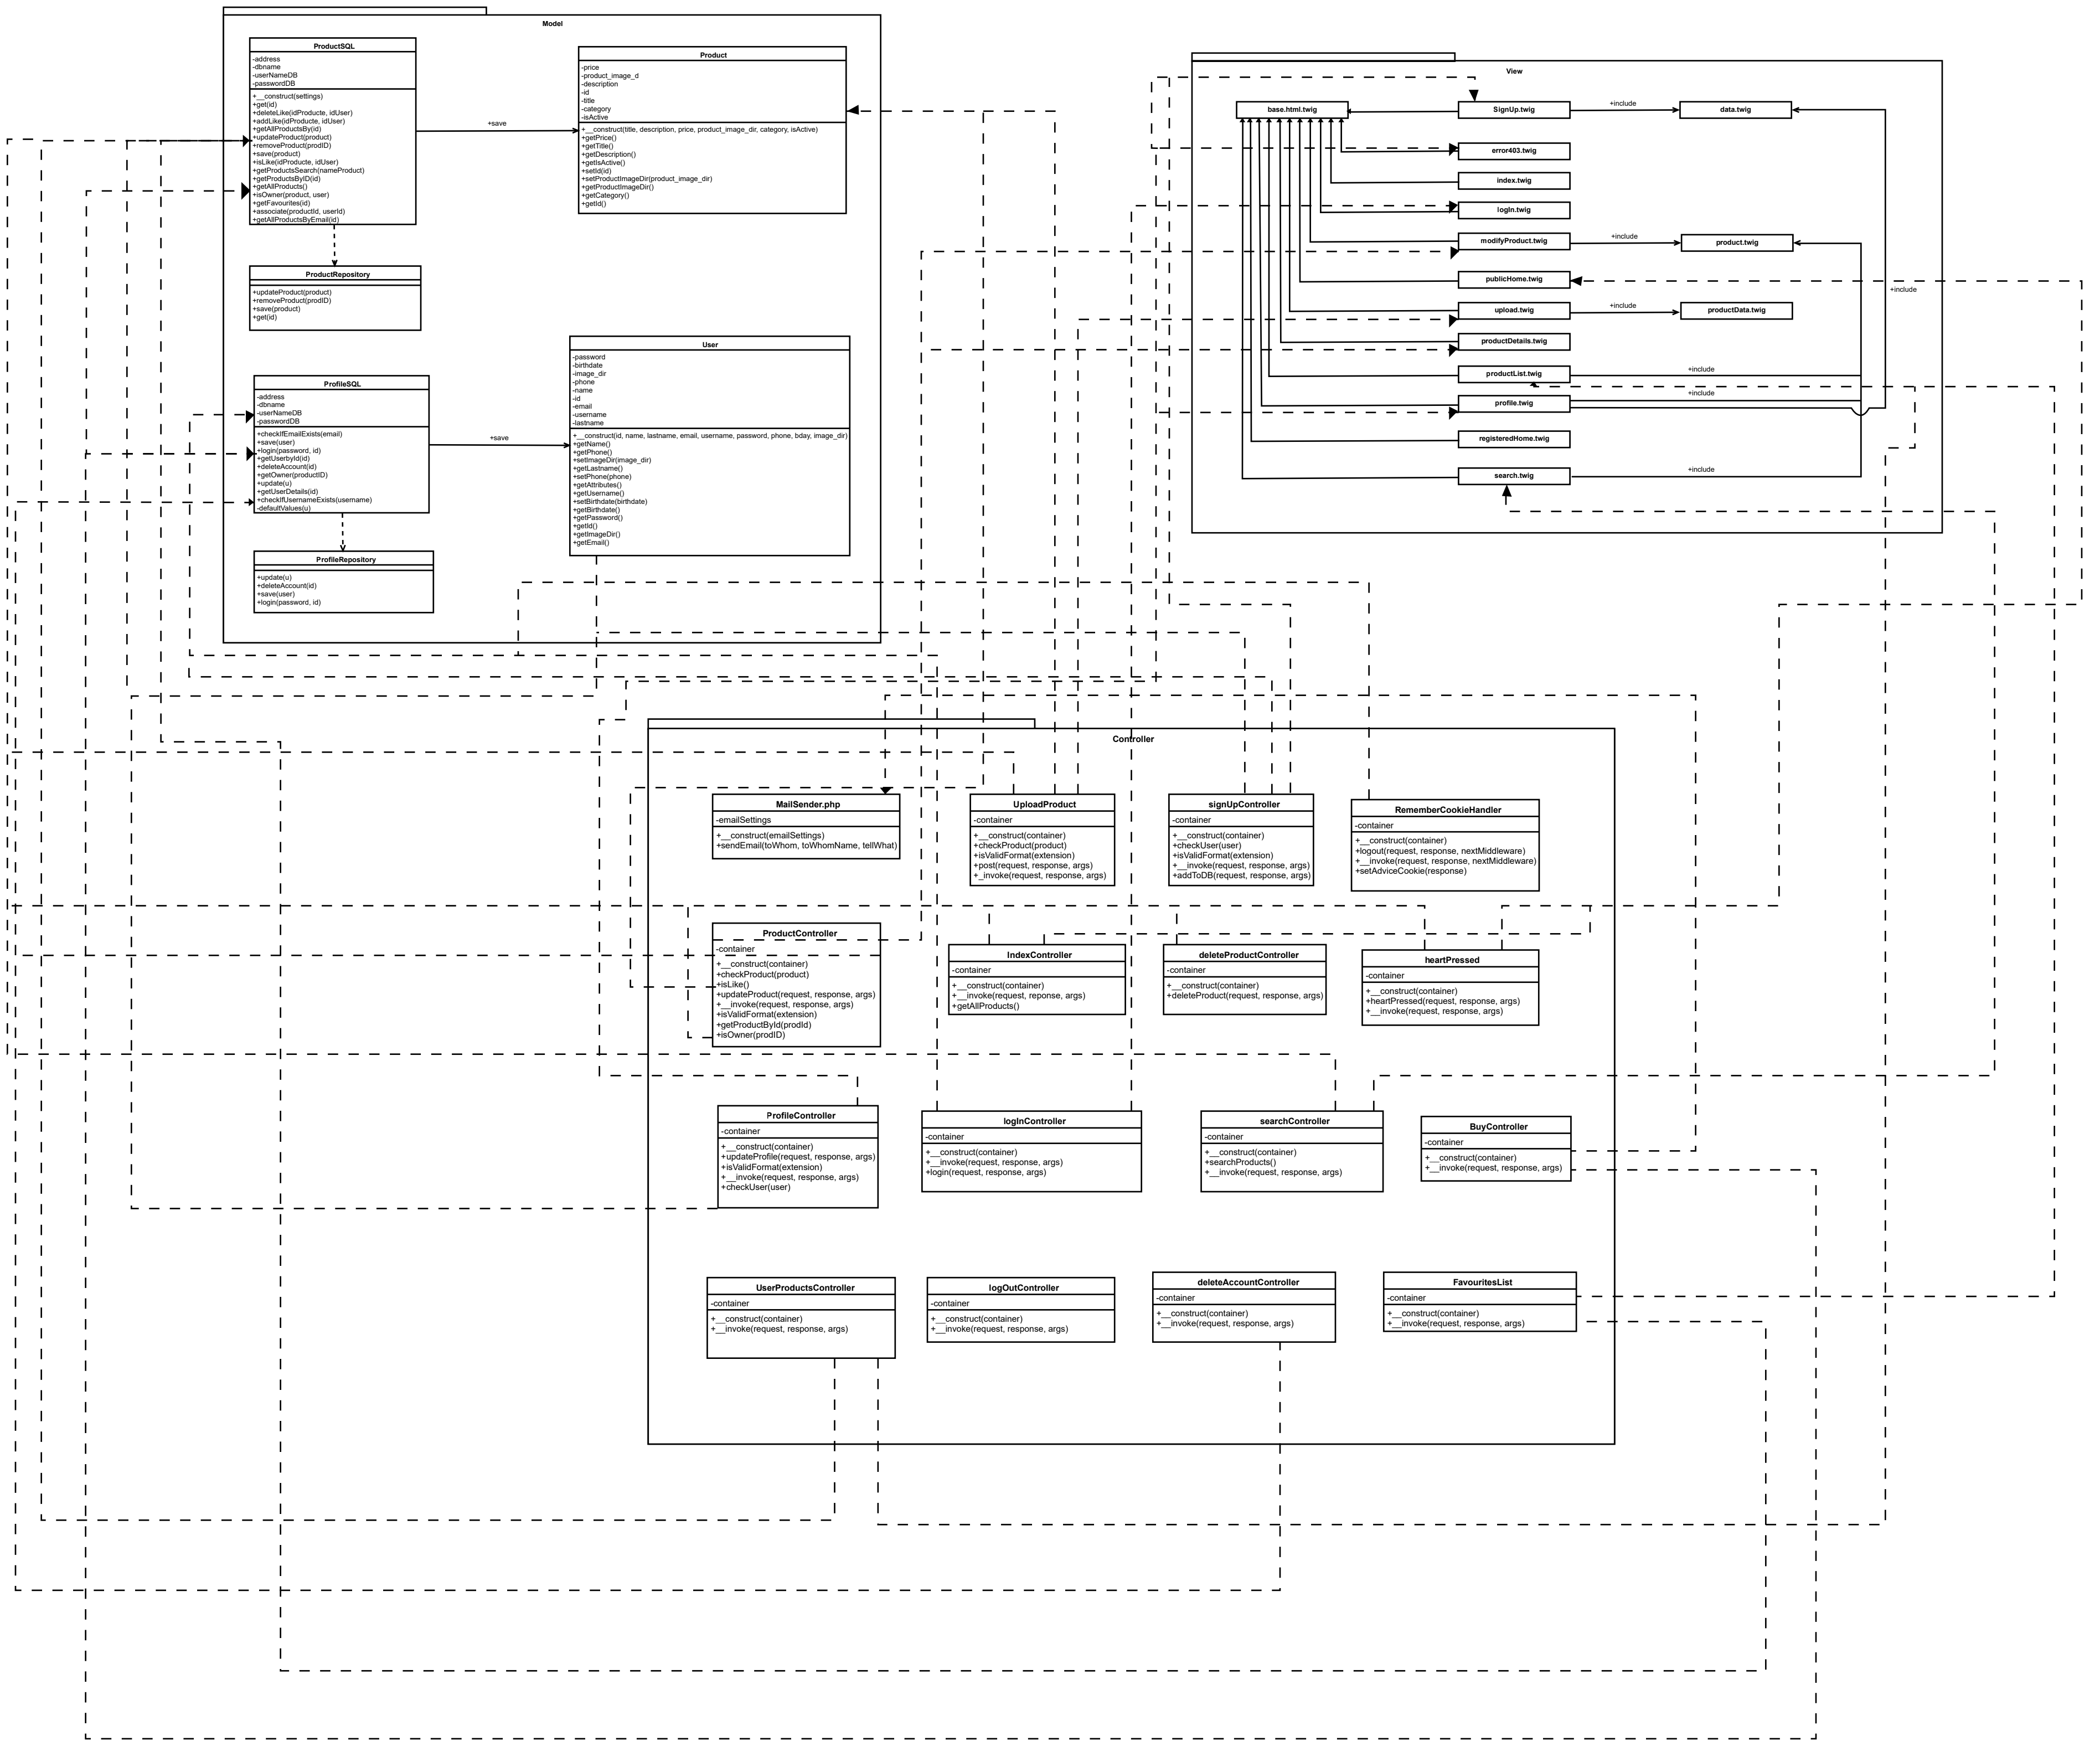 Model
ProductSQL
-address
-dbname
-userNameDB
-passwordDB
+__construct(settings)
+get(id)
+deleteLike(idProducte, idUser)
+addLike(idProducte, idUser)
+getAllProductsBy(id)
+updateProduct(product)
+removeProduct(prodID)
+save(product)
+isLike(idProducte, idUser)
+getProductsSearch(nameProduct)
+getProductsByID(id)
+getAllProducts()
+isOwner(product, user)
+getFavourites(id)
+associate(productId, userId)
+getAllProductsByEmail(id)
+save
Product
-price
-product_image_d
-description
-id
-title
-category
-isActive
+__construct(title, description, price, product_image_dir, category, isActive)
+getPrice()
+getTitle()
+getDescription()
+getIsActive()
+setId(id)
+setProductImageDir(product_image_dir)
+getProductImageDir()
+getCategory()
+getId()
ProductRepository
+updateProduct(product)
+removeProduct(prodID)
+save(product)
+get(id)
ProfileSQL
-address
-dbname
-userNameDB
-passwordDB
+checkIfEmailExists(email)
+save(user)
+login(password, id)
+getUserbyId(id)
+deleteAccount(id)
+getOwner(productID)
+update(u)
+getUserDetails(id)
+checkIfUsernameExists(username)
-defaultValues(u)
+save
User
-password
-birthdate
-image_dir
-phone
-name
-id
-email
-username
-lastname
+__construct(id, name, lastname, email, username, password, phone, bday, image_dir)
+getName()
+getPhone()
+setImageDir(image_dir)
+getLastname()
+setPhone(phone)
+getAttributes()
+getUsername()
+setBirthdate(birthdate)
+getBirthdate()
+getPassword()
+getId()
+getImageDir()
+getEmail()
ProfileRepository
+update(u)
+deleteAccount(id)
+save(user)
+login(password, id)
View
base.html.twig
SignUp.twig
+include
data.twig
error403.twig
index.twig
logIn.twig
modifyProduct.twig
+include
product.twig
publicHome.twig
+include
upload.twig
+include
productData.twig
productDetails.twig
productList.twig
+include
profile.twig
+include
registeredHome.twig
search.twig
+include
Controller
MailSender.php
-emailSettings
+__construct(emailSettings)
+sendEmail(toWhom, toWhomName, tellWhat)
UploadProduct
-container
+__construct(container)
+checkProduct(product)
+isValidFormat(extension)
+post(request, response, args)
+_invoke(request, response, args)
signUpController
-container
+__construct(container)
+checkUser(user)
+isValidFormat(extension)
+__invoke(request, response, args)
+addToDB(request, response, args)
RememberCookieHandler
-container
+__construct(container)
+logout(request, response, nextMiddleware)
+__invoke(request, response, nextMiddleware)
+setAdviceCookie(response)
ProductController
-container
+__construct(container)
+checkProduct(product)
+isLike()
+updateProduct(request, response, args)
+__invoke(request, response, args)
+isValidFormat(extension)
+getProductById(prodId)
+isOwner(prodID)
IndexController
-container
+__construct(container)
+__invoke(request, reponse, args)
+getAllProducts()
deleteProductController
-container
+__construct(container)
+deleteProduct(request, response, args)
heartPressed
-container
+__construct(container)
+heartPressed(request, response, args)
+__invoke(request, response, args)
ProfileController
-container
+__construct(container)
+updateProfile(request, response, args)
+isValidFormat(extension)
+__invoke(request, response, args)
+checkUser(user)
logInController
-container
+__construct(container)
+__invoke(request, response, args)
+login(request, response, args)
searchController
-container
+__construct(container)
+searchProducts()
+__invoke(request, response, args)
BuyController
-container
+__construct(container)
+__invoke(request, response, args)
UserProductsController
-container
+__construct(container)
+__invoke(request, response, args)
logOutController
-container
+__construct(container)
+__invoke(request, response, args)
deleteAccountController
-container
+__construct(container)
+__invoke(request, response, args)
FavouritesList
-container
+__construct(container)
+__invoke(request, response, args)